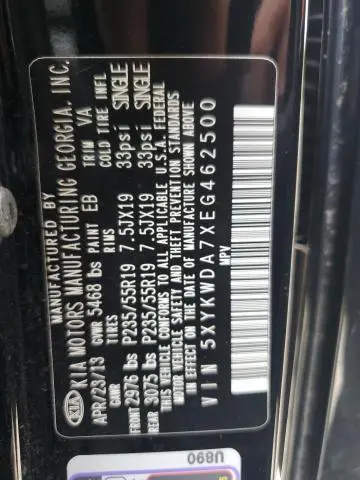 KIA KIA MOTORS MANUFACTURING GEORGIA, INC.
APR/23/13 PAINT EB TRIM VA
GVWR 5468 lbs
GAWR TIRES RIMS COLD TIRE INFL
FRONT 2976 lbs P235/55R19 7.5JX19 33psi SINGLE
REAR 3075 lbs P235/55R19 7.5JX19 33psi SINGLE
THIS VEHICLE CONFORMS TO ALL APPLICABLE U.S.A. FEDERAL
MOTOR VEHICLE SAFETY AND THEFT PREVENTION STANDARDS
IN EFFECT ON THE DATE OF MANUFACTURE SHOWN ABOVE
VIN 5XYKWDA7XEG462500
MPV
U890